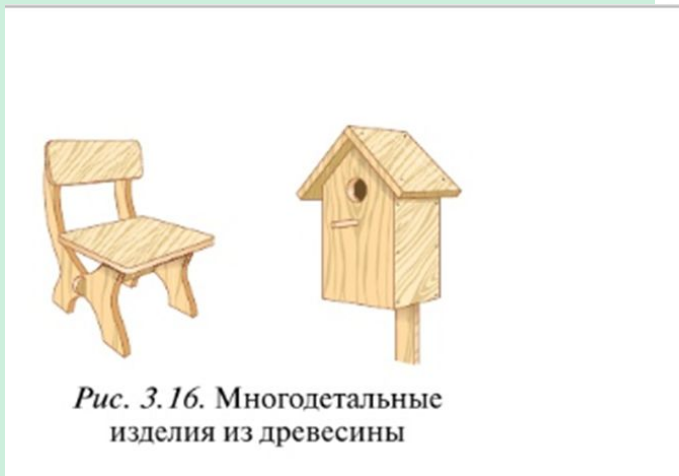 Рис. 3.16. Многодетальные
изделия из древесины